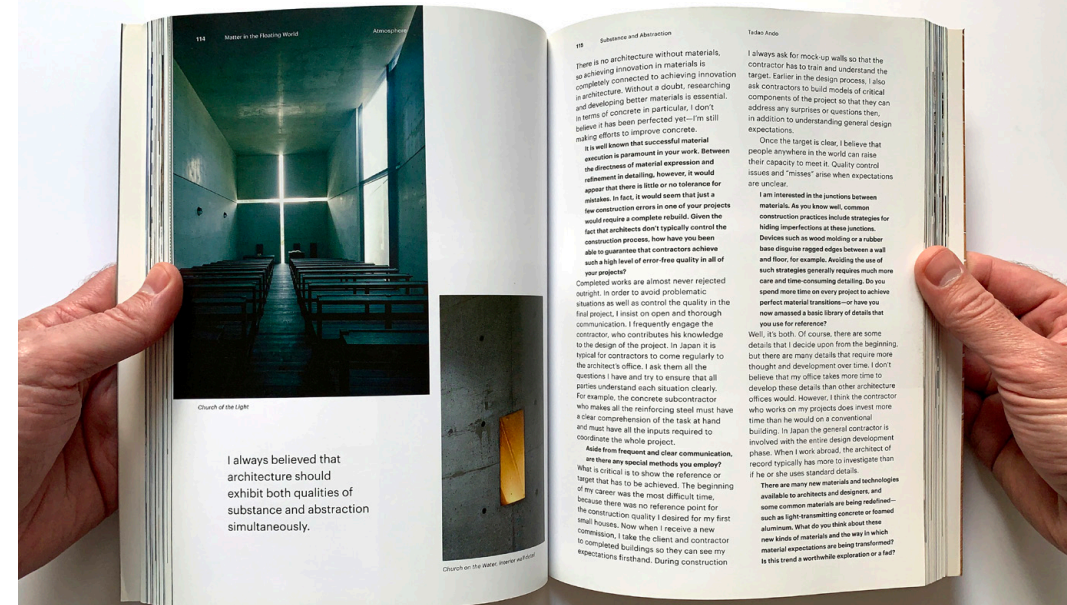 114
Matter in the Floating World
Atmosphere
Church of the Light
I always believed that
architecture should
exhibit both qualities of
substance and abstraction
simultaneously.
Church on the Water, interior wall detail
115
Substance and Abstraction
Tadao Ando
There is no architecture without materials,
so achieving innovation in materials is
completely connected to achieving innovation
in architecture. Without a doubt, researching
and developing better materials is essential.
In terms of concrete in particular, I don't
believe it has been perfected yet—I'm still
making efforts to improve concrete.
It is well known that successful material
execution is paramount in your work. Between
the directness of material expression and
refinement in detailing, however, it would
appear that there is little or no tolerance for
mistakes. In fact, it would seem that just a
few construction errors in one of your projects
would require a complete rebuild. Given the
fact that architects don't typically control the
construction process, how have you been
able to guarantee that contractors achieve
such a high level of error-free quality in all of
your projects?
Completed works are almost never rejected
outright. In order to avoid problematic
situations as well as control the quality in the
final project, I insist on open and thorough
communication. I frequently engage the
contractor, who contributes his knowledge
to the design of the project. In Japan it is
typical for contractors to come regularly to
the architect's office. I ask them all the
questions I have and try to ensure that all
parties understand each situation clearly.
For example, the concrete subcontractor
who makes all the reinforcing steel must have
a clear comprehension of the task at hand
and must have all the inputs required to
coordinate the whole project.
Aside from frequent and clear communication,
are there any special methods you employ?
What is critical is to show the reference or
target that has to be achieved. The beginning
of my career was the most difficult time,
because there was no reference point for
the construction quality I desired for my first
small houses. Now when I receive a new
commission, I take the client and contractor
to completed buildings so they can see my
expectations firsthand. During construction
I always ask for mock-up walls so that the
contractor has to train and understand the
target. Earlier in the design process, I also
ask contractors to build models of critical
components of the project so that they can
address any surprises or questions then,
in addition to understanding general design
expectations.
Once the target is clear, I believe that
people anywhere in the world can raise
their capacity to meet it. Quality control
issues and "misses" arise when expectations
are unclear.
I am interested in the junctions between
materials. As you know well, common
construction practices include strategies for
hiding imperfections at these junctions.
Devices such as wood molding or a rubber
base disguise ragged edges between a wall
and floor, for example. Avoiding the use of
such strategies generally requires much more
care and time-consuming detailing. Do you
spend more time on every project to achieve
perfect material transitions—or have you
now amassed a basic library of details that
you use for reference?
Well, it's both. Of course, there are some
details that I decide upon from the beginning,
but there are many details that require more
thought and development over time. I don't
believe that my office takes more time to
develop these details than other architecture
offices would. However, I think the contractor
who works on my projects does invest more
time than he would on a conventional
building. In Japan the general contractor is
involved with the entire design development
phase. When I work abroad, the architect of
record typically has more to investigate than
if he or she uses standard details.
There are many new materials and technologies
available to architects and designers, and
some common materials are being redefined—
such as light-transmitting concrete or foamed
aluminum. What do you think about these
new kinds of materials and the way in which
material expectations are being transformed?
Is this trend a worthwhile exploration or a fad?